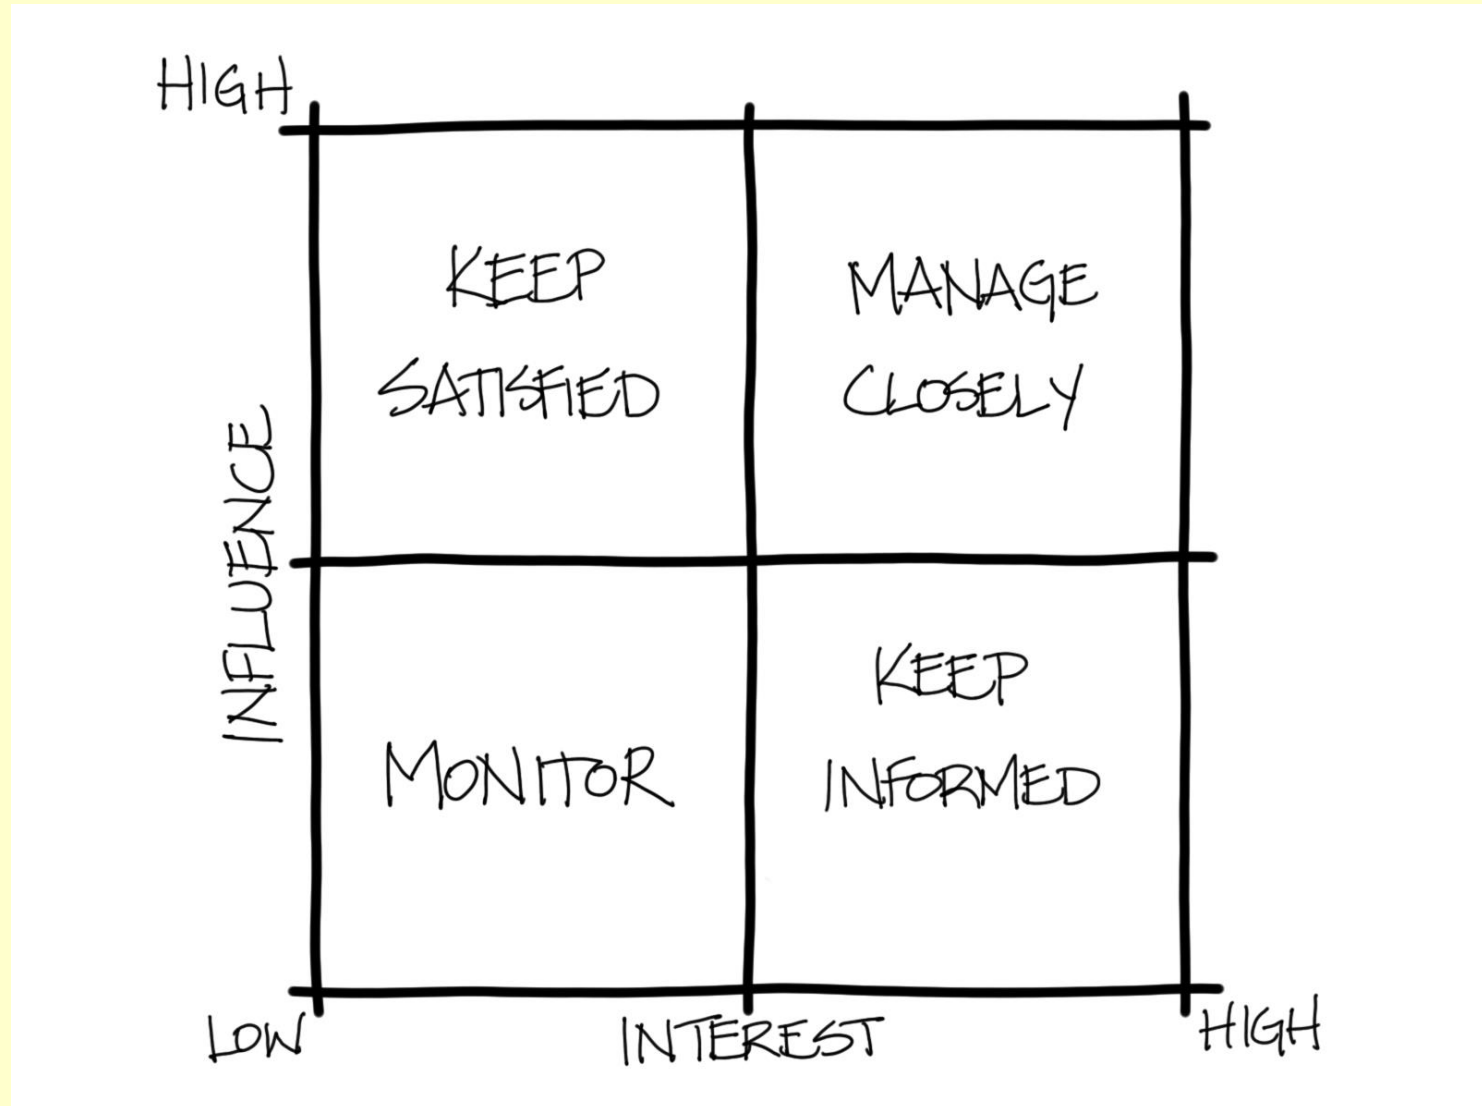 HIGH
KEEP
SATISFIED
MANAGE
CLOSELY
INFLUENCE
MONITOR
KEEP
INFORMED
LOW
INTEREST
HIGH